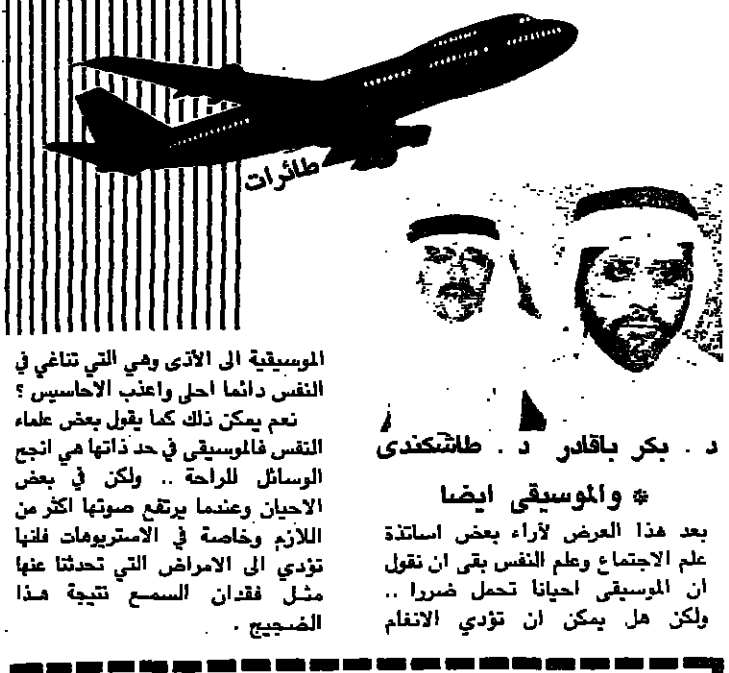 طائرات
د . بكر باقادر د . طاشكندى
* والموسيقى ايضا
بعد هذا العرض لآراء بعض اساتذة
علم الاجتماع وعلم النفس بقى ان نقول
ان الموسيقى احيانا تحمل ضررا ..
ولكن هل يمكن ان تؤدي الانغام
الموسيقية الى الأذى وهي التي تناغي في
النفس دائما احلى واعذب الاحاسيس ؟
نعم يمكن ذلك كما يقول بعض علماء
النفس فالموسيقى في حد ذاتها هي انجح
الوسائل للراحة .. ولكن في بعض
الاحيان وعندما يرتفع صوتها اكثر من
اللازم وخاصة في الاستريوهات فانها
تؤدي الى الامراض التي تحدثنا عنها
مثل فقدان السمع نتيجة هذا
الضجيج .